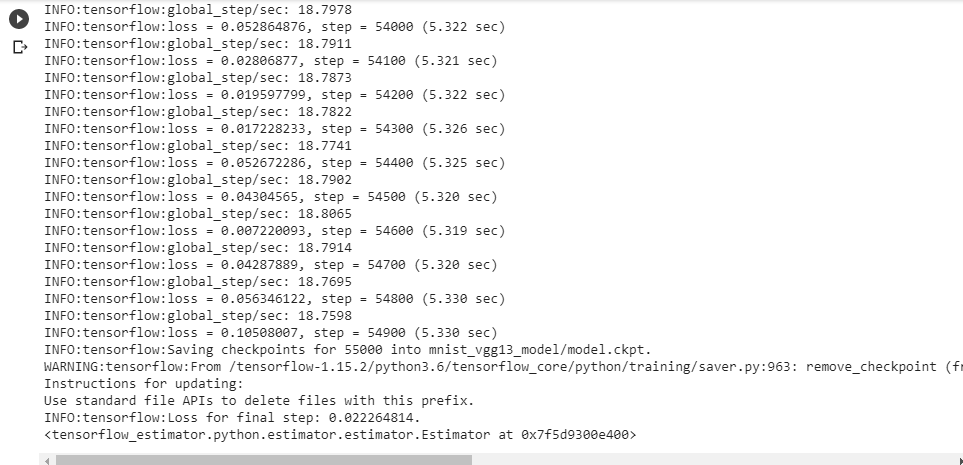 INFO:tensorflow:global_step/sec: 18.7978
INFO:tensorflow:loss = 0.052864876, step = 54000 (5.322 sec)
INFO:tensorflow:global_step/sec: 18.7911
INFO:tensorflow:loss = 0.02806877, step = 54100 (5.321 sec)
INFO:tensorflow:global_step/sec: 18.7873
INFO:tensorflow:loss = 0.019597799, step = 54200 (5.322 sec)
INFO:tensorflow:global_step/sec: 18.7822
INFO:tensorflow:loss = 0.017228233, step = 54300 (5.326 sec)
INFO:tensorflow:global_step/sec: 18.7741
INFO:tensorflow:loss = 0.052672286, step = 54400 (5.325 sec)
INFO:tensorflow:global_step/sec: 18.7902
INFO:tensorflow:loss = 0.04304565, step = 54500 (5.320 sec)
INFO:tensorflow:global_step/sec: 18.8065
INFO:tensorflow:loss = 0.007220093, step = 54600 (5.319 sec)
INFO:tensorflow:global_step/sec: 18.7914
INFO:tensorflow:loss = 0.04287889, step = 54700 (5.320 sec)
INFO:tensorflow:global_step/sec: 18.7695
INFO:tensorflow:loss = 0.056346122, step = 54800 (5.330 sec)
INFO:tensorflow:global_step/sec: 18.7598
INFO:tensorflow:loss = 0.10508007, step = 54900 (5.330 sec)
INFO:tensorflow:Saving checkpoints for 55000 into mnist_vgg13_model/model.ckpt.
WARNING:tensorflow:From /tensorflow-1.15.2/python3.6/tensorflow_core/python/training/saver.py:963: remove_checkpoint (fr
Instructions for updating:
Use standard file APIs to delete files with this prefix.
INFO:tensorflow:Loss for final step: 0.022264814.
<tensorflow_estimator.python.estimator.estimator.Estimator at 0x7f5d9300e400>